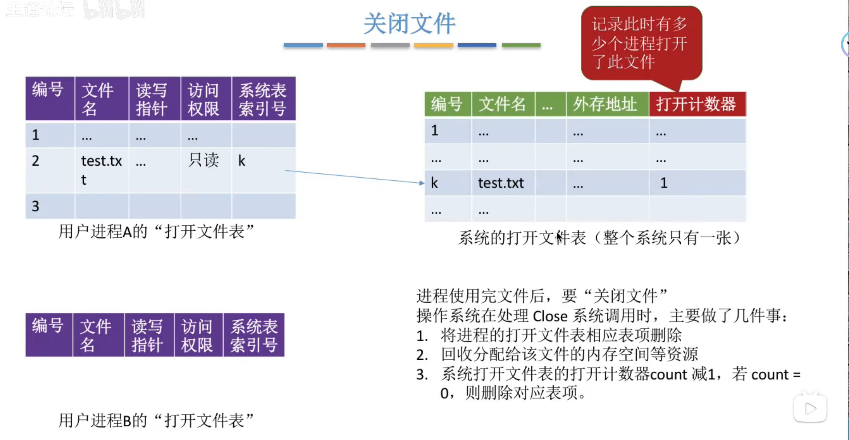 关闭文件
记录此时有多
少个进程打开
了此文件
编号 文件名 读写指针 访问权限 系统表索引号
1 … … …
2 test.txt … 只读 k
3
用户进程A的“打开文件表”
编号 文件名 … 外存地址 打开计数器
1 … … …
… … … …
k test.txt … 1
… …
系统的打开文件表（整个系统只有一张）
编号 文件名 读写指针 访问权限 系统表索引号
用户进程B的“打开文件表”
进程使用完文件后，要“关闭文件”
操作系统在处理 Close 系统调用时，主要做了几件事：
1. 将进程的打开文件表相应表项删除
2. 回收分配给该文件的内存空间等资源
3. 系统打开文件表的打开计数器count 减1，若 count =
0，则删除对应表项。